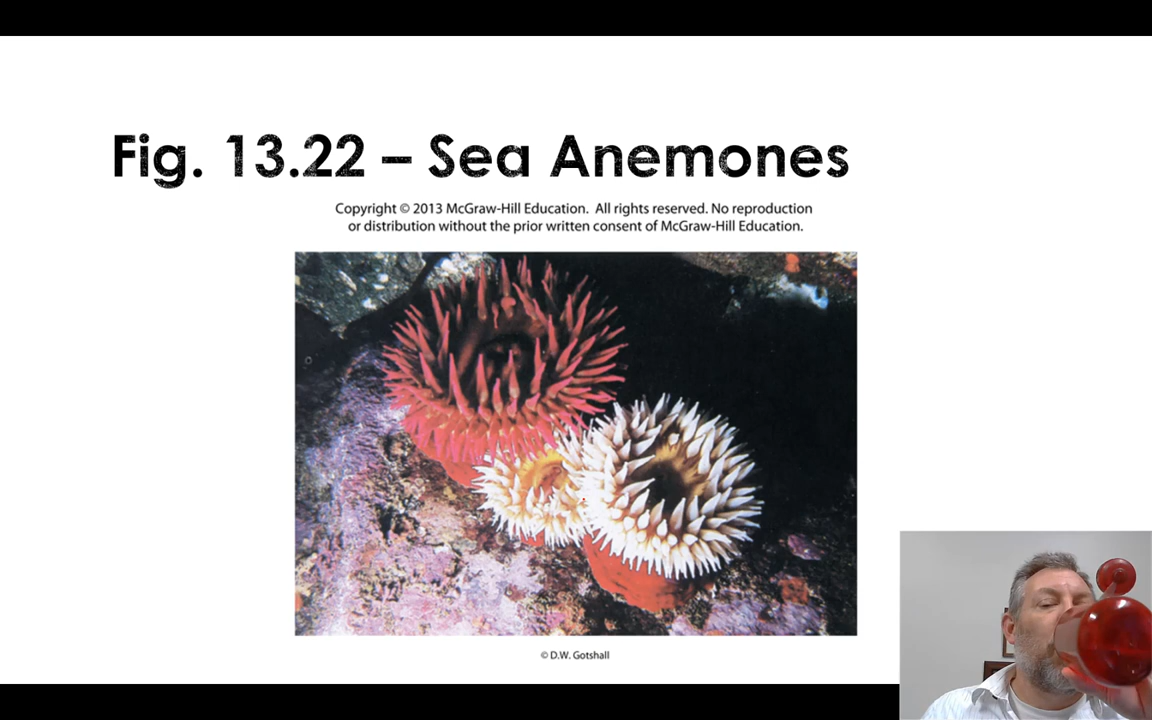 Fig. 13.22 – Sea Anemones
Copyright © 2013 McGraw-Hill Education. All rights reserved. No reproduction
or distribution without the prior written consent of McGraw-Hill Education.
© D.W. Gotshall